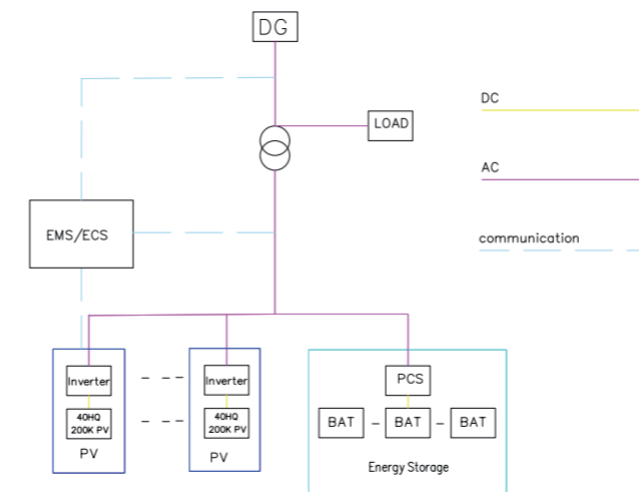 DG
LOAD
DC
AC
EMS/ECS
communication
Inverter
40HQ
200K PV
PV
Inverter
40HQ
200K PV
PV
PCS
BAT
BAT
BAT
Energy Storage